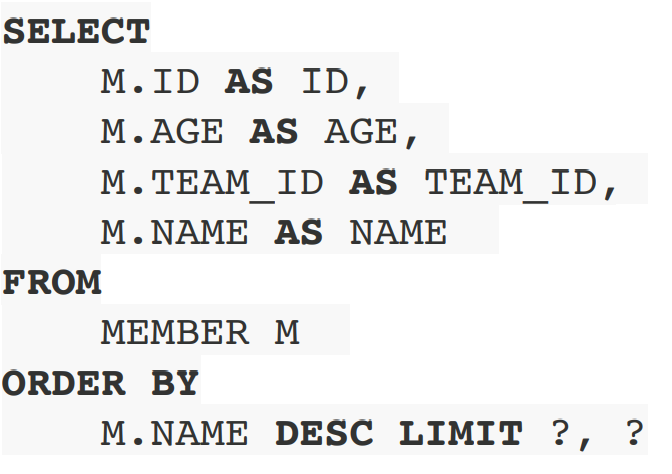 SELECT
M.ID AS ID,
M.AGE AS AGE,
M.TEAM_ID AS TEAM_ID,
M.NAME AS NAME
FROM
MEMBER M
ORDER BY
M.NAME DESC LIMIT ?, ?